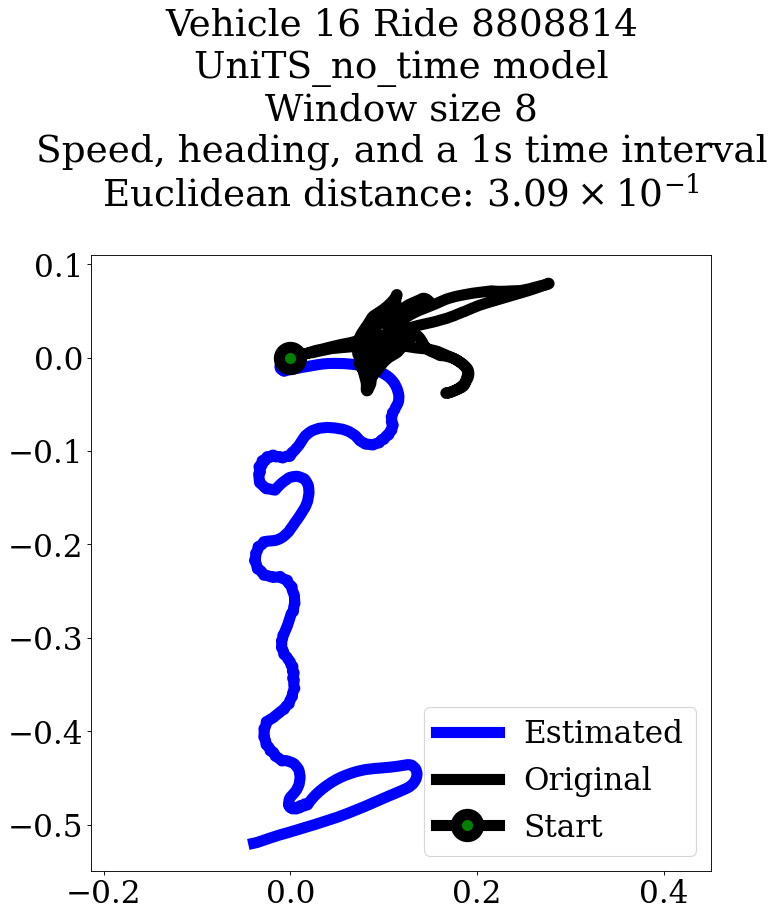 Vehicle 16 Ride 8808814
UniTS_no_time model
Window size 8
Speed, heading, and a 1s time interval
Euclidean distance: 3.09 × 10⁻¹
0.1
0.0
−0.1
−0.2
−0.3
−0.4
−0.5
Estimated
Original
Start
−0.2
0.0
0.2
0.4